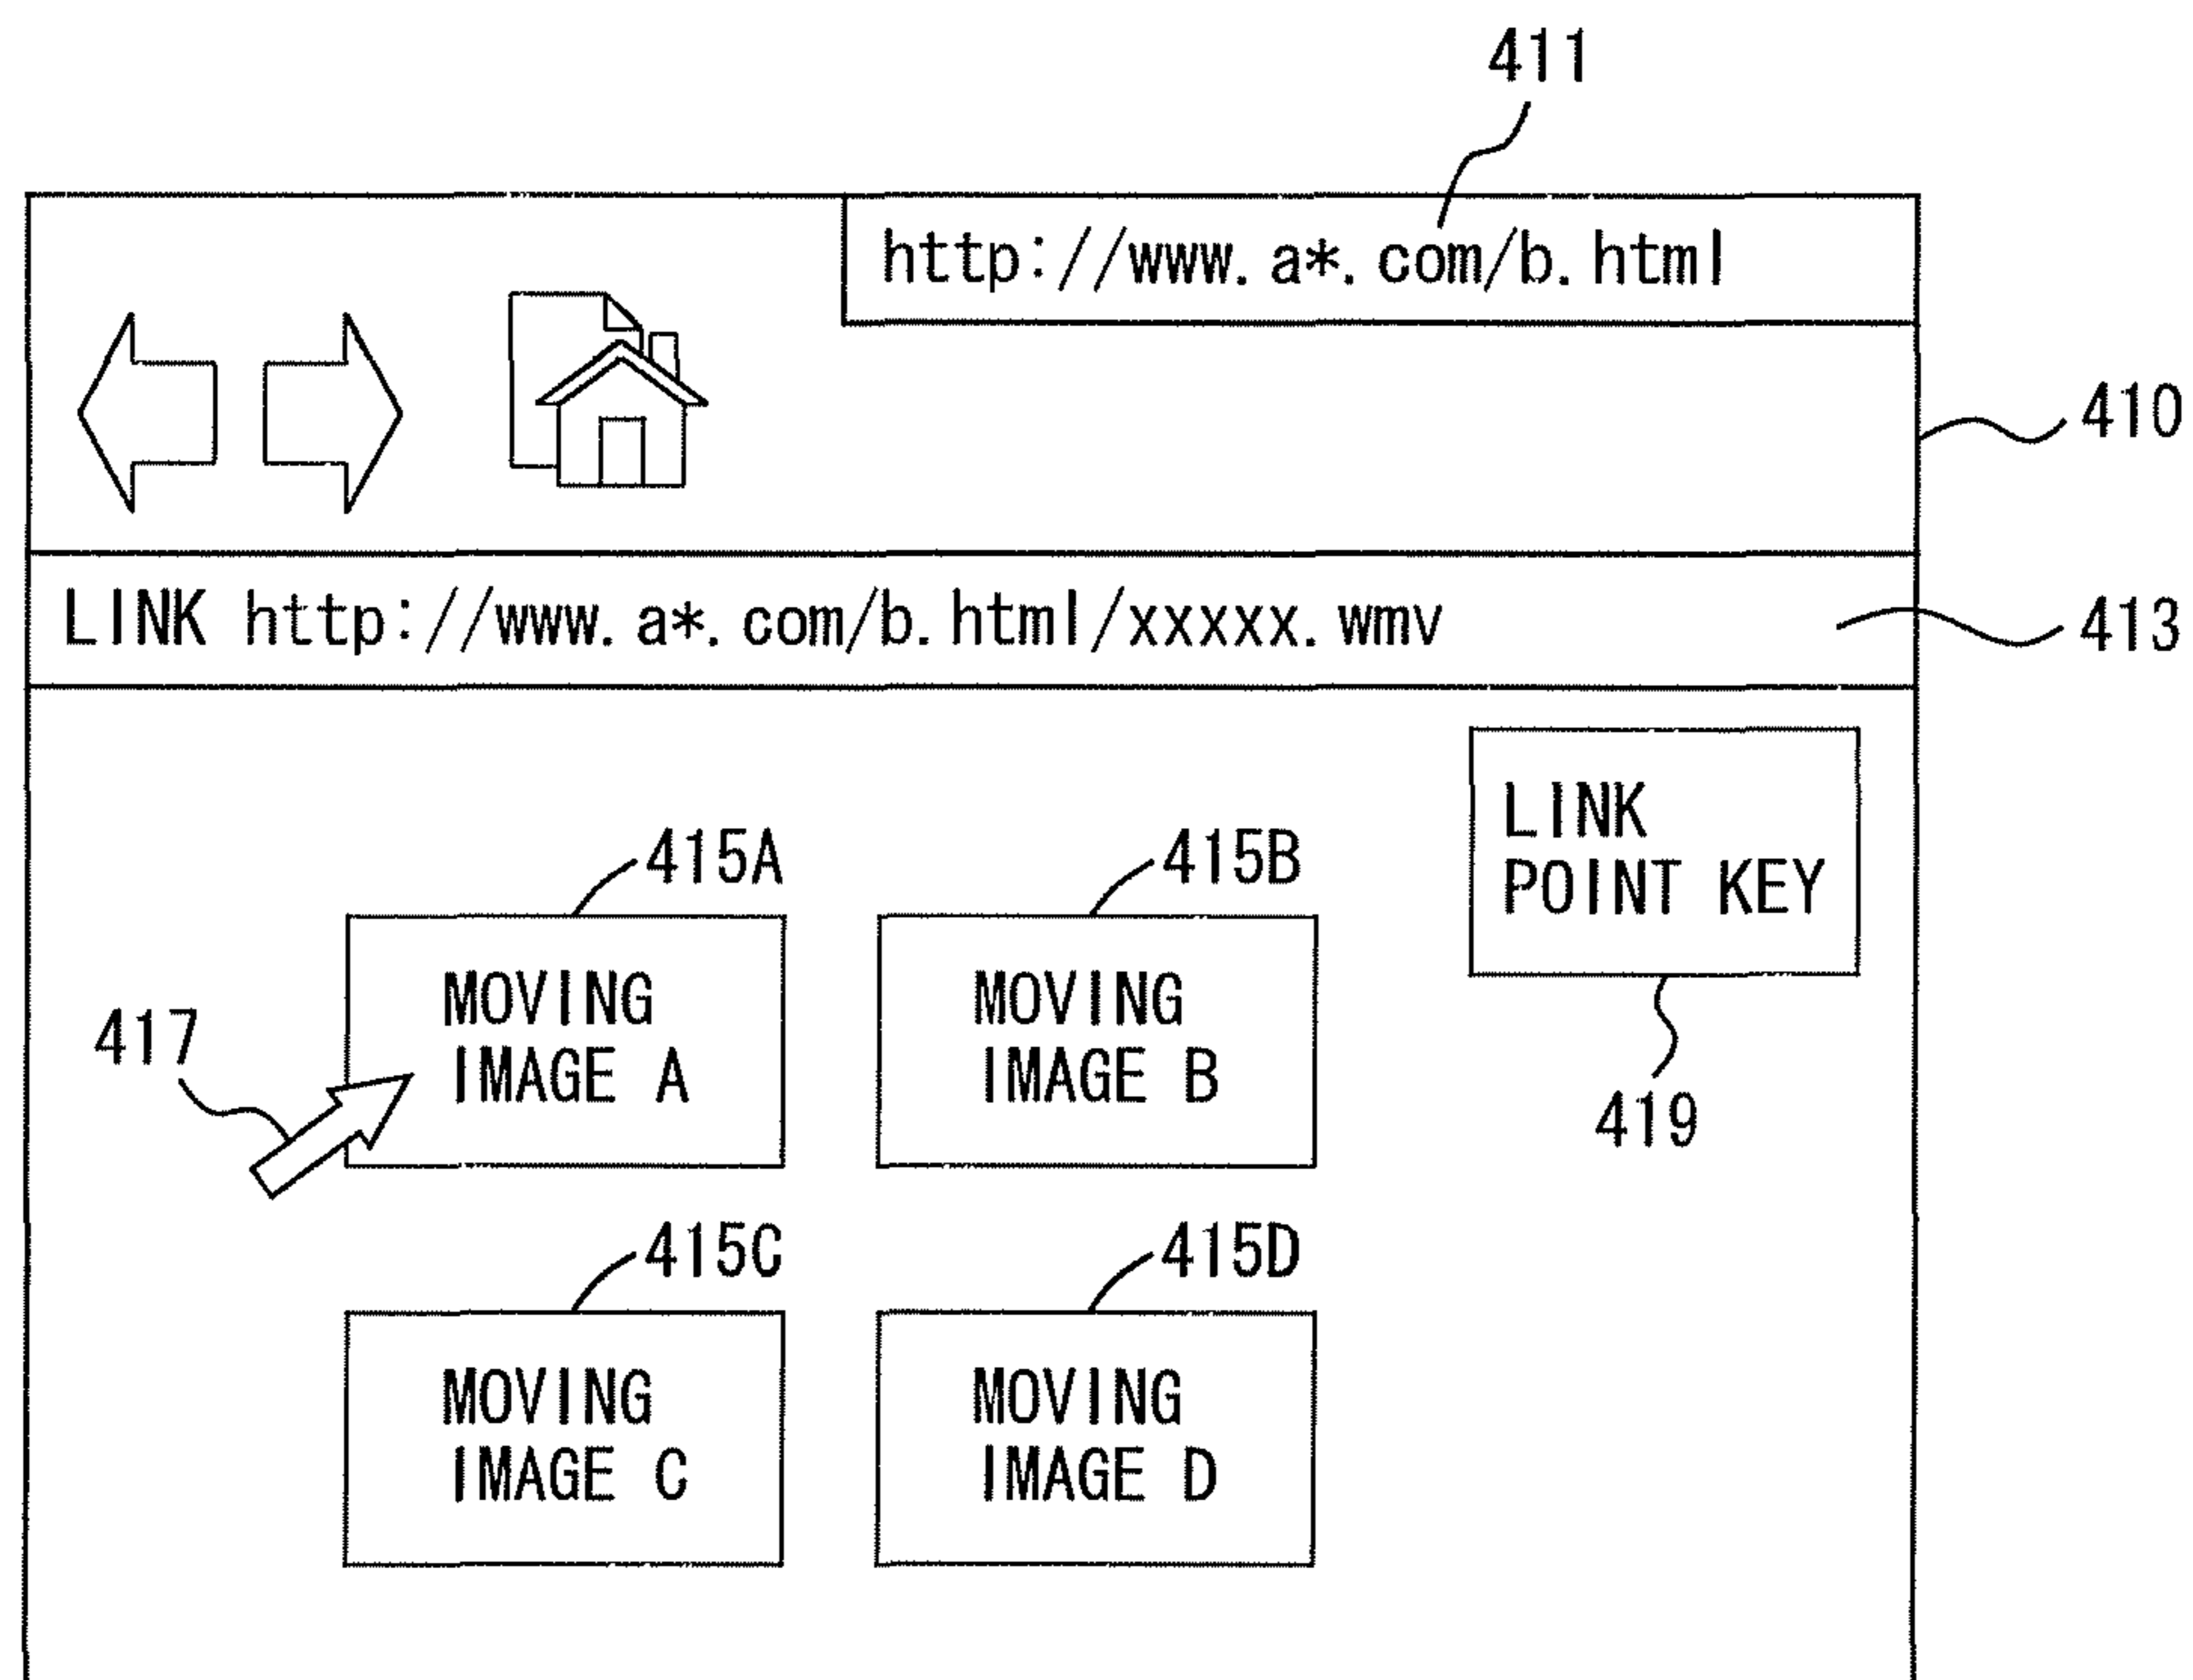 411
http://www.a*.com/b.html
410
LINK http://www.a*.com/b.html/xxxxx.wmv
413
LINK
POINT KEY
415A
415B
MOVING
IMAGE A
MOVING
IMAGE B
417
419
415C
415D
MOVING
IMAGE C
MOVING
IMAGE D